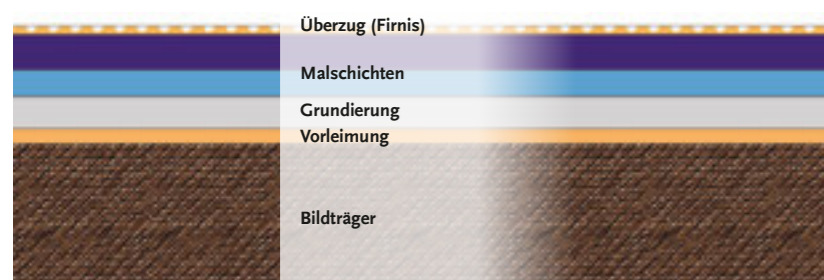 Überzug (Firnis)
Malschichten
Grundierung
Vorleimung
Bildträger